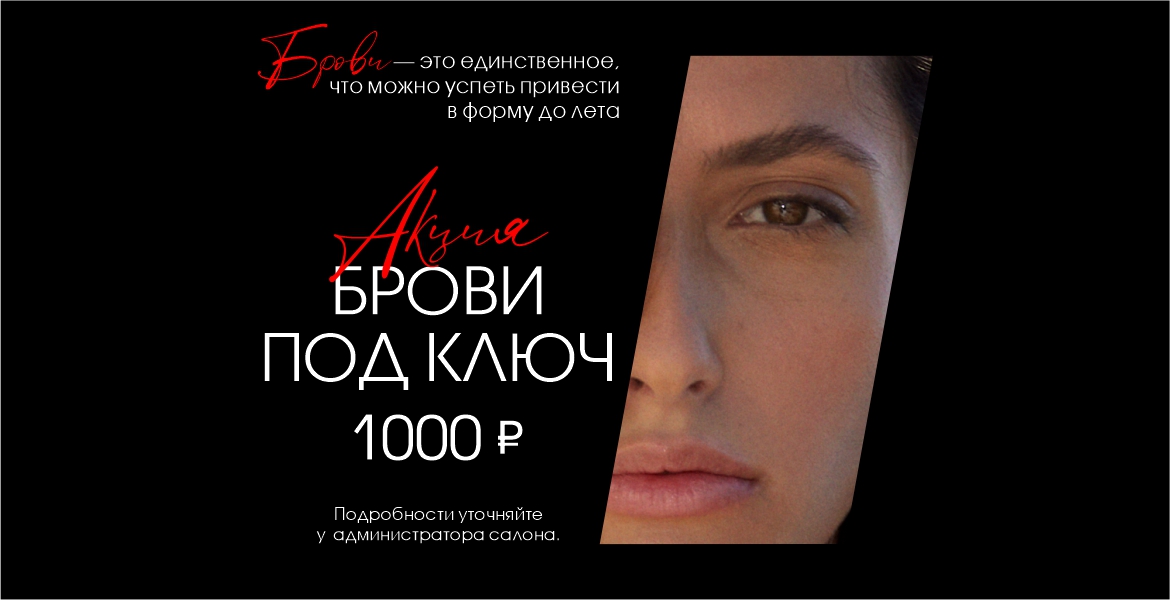 Брови — это единственное,
что можно успеть привести
в форму до лета
Акция
БРОВИ
ПОД КЛЮЧ
1000 ₽
Подробности уточняйте
у администратора салона.